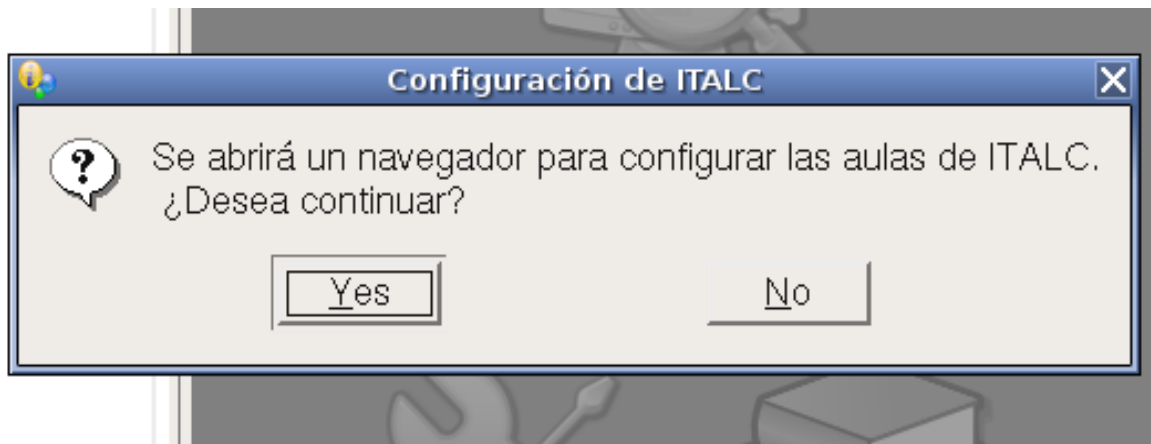 Configuración de ITALC
Se abrirá un navegador para configurar las aulas de ITALC.
¿Desea continuar?
Yes
No